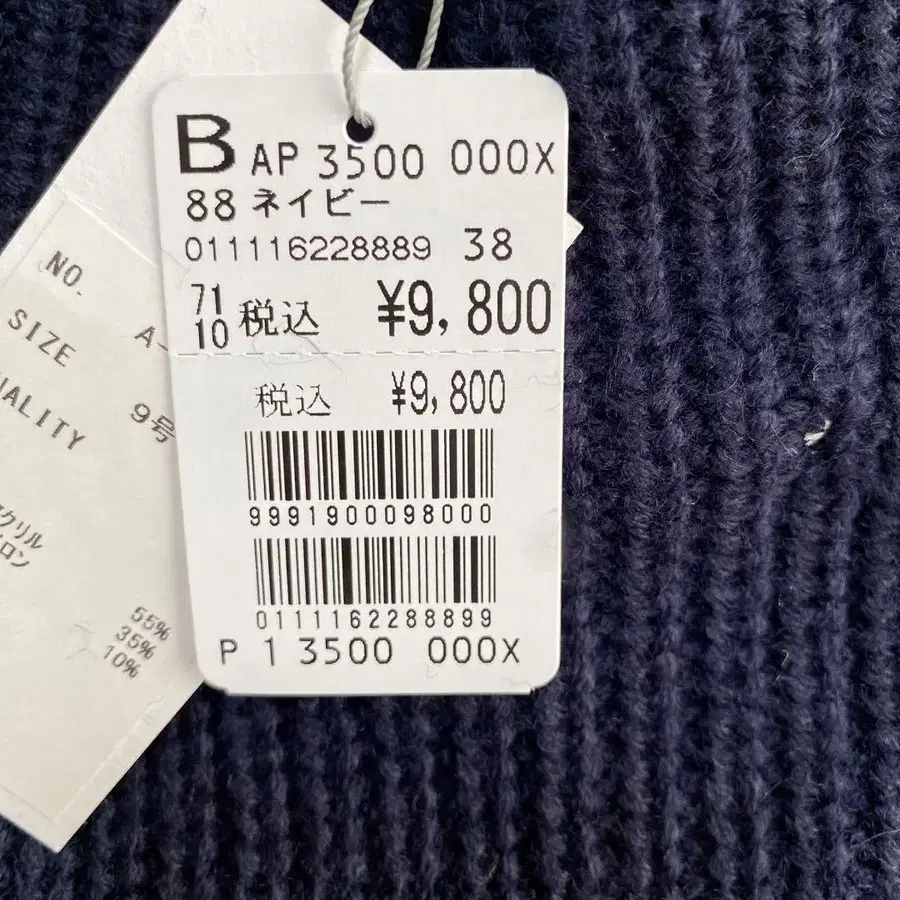 B AP 3500 000X
88 ネイビー
011116228889 38
71
10 税込 ¥9,800
税込 ¥9,800
9991900098000
0111162288899
P 1 3500 000X
NO. A-
SIZE 9号
UALITY
クリル
ロン
55%
35%
10%